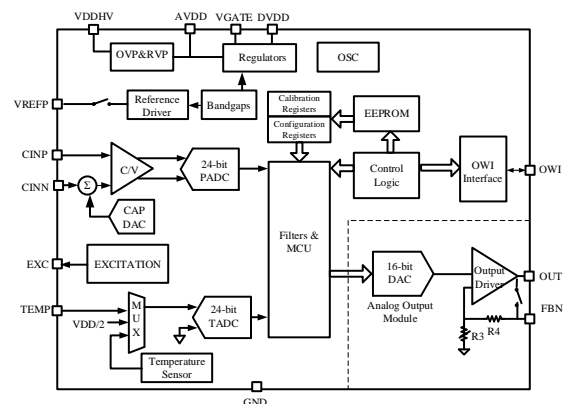 VDDHV
AVDD
VGATE
DVDD
OVP&RVP
Regulators
OSC
VREFP
Reference
Driver
Bandgaps
Calibration
Registers
Configuration
Registers
EEPROM
CINP
CINN
C/V
Σ
24-bit
PADC
CAP
DAC
Control
Logic
OWI
Interface
OWI
Filters &
MCU
EXC
EXCITATION
16-bit
DAC
Analog Output
Module
Output
Driver
OUT
FBN
R4
R3
TEMP
VDD/2
M
U
X
24-bit
TADC
Temperature
Sensor
GND